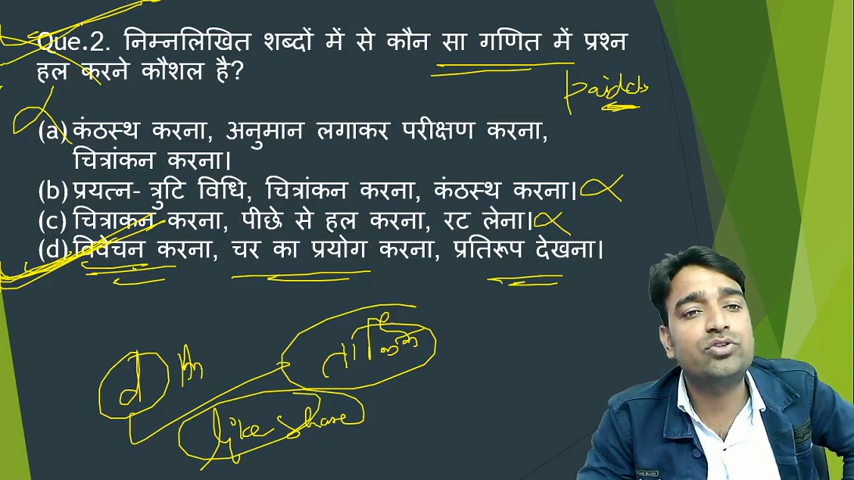 Que.2. निम्नलिखित शब्दों में से कौन सा गणित में प्रश्न
हल करने कौशल है?
(a) कंठस्थ करना, अनुमान लगाकर परीक्षण करना,
चित्रांकन करना।
(b) प्रयत्न- त्रुटि विधि, चित्रांकन करना, कंठस्थ करना।
(c) चित्राकन करना, पीछे से हल करना, रट लेना।
(d) विवेचन करना, चर का प्रयोग करना, प्रतिरूप देखना।
d
like share